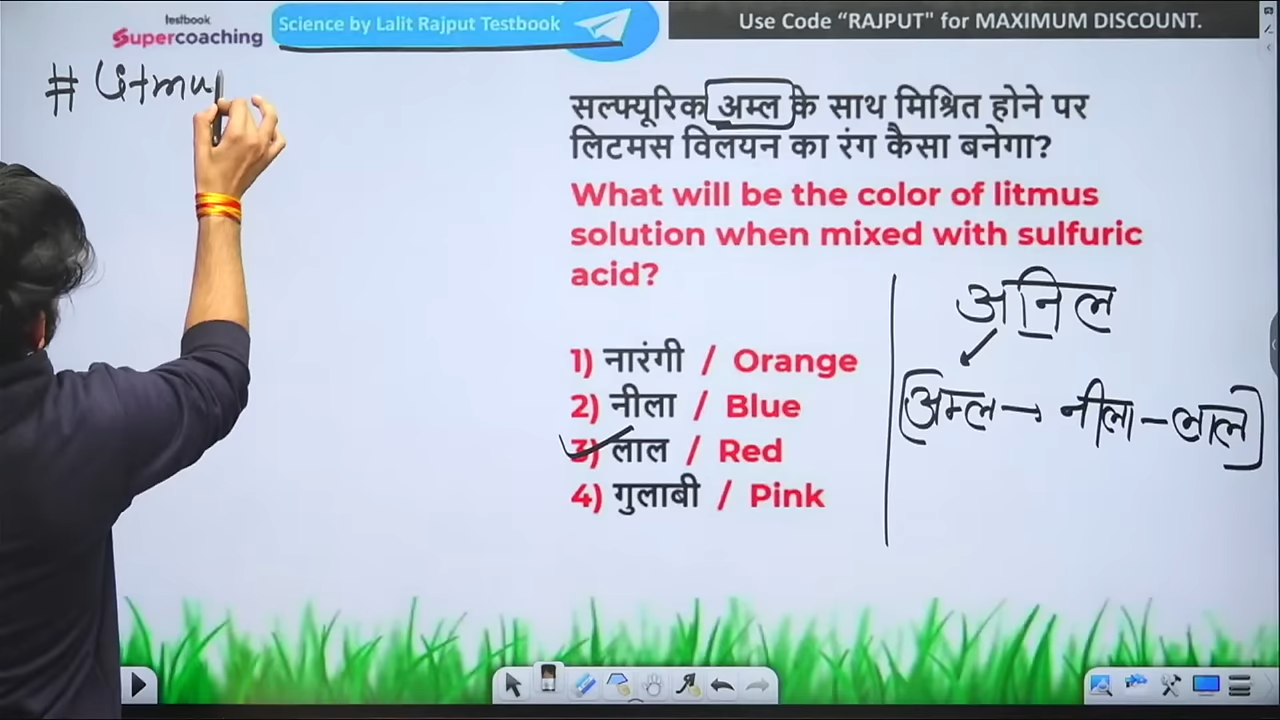 testbook
Supercoaching
Science by Lalit Rajput Testbook
Use Code “RAJPUT" for MAXIMUM DISCOUNT.
# Litmu
सल्फ्यूरिक अम्ल के साथ मिश्रित होने पर
लिटमस विलयन का रंग कैसा बनेगा?
What will be the color of litmus
solution when mixed with sulfuric
acid?
1) नारंगी / Orange
2) नीला / Blue
3) लाल / Red
4) गुलाबी / Pink
अनिल
[अम्ल → नीला - लाल]